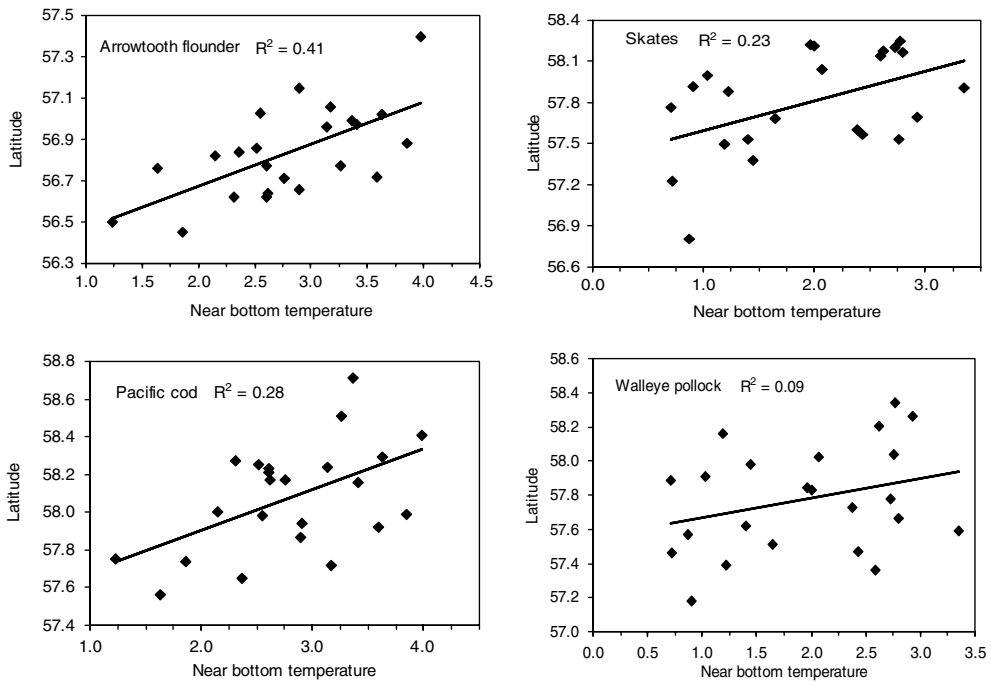 57.5
57.3
57.1
56.9
56.7
56.5
56.3
Latitude
Arrowtooth flounder R² = 0.41
1.0 1.5 2.0 2.5 3.0 3.5 4.0 4.5
Near bottom temperature
58.4
58.1
57.8
57.5
57.2
56.9
56.6
Latitude
Skates R² = 0.23
0.0 1.0 2.0 3.0
Near bottom temperature
58.8
58.6
58.4
58.2
58.0
57.8
57.6
57.4
Latitude
Pacific cod R² = 0.28
1.0 2.0 3.0 4.0
Near bottom temperature
58.6
58.4
58.2
58.0
57.8
57.6
57.4
57.2
57.0
Latitude
Walleye pollock R² = 0.09
0.0 0.5 1.0 1.5 2.0 2.5 3.0 3.5
Near bottom temperature